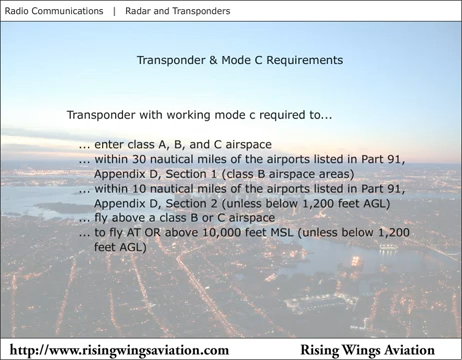 Radio Communications | Radar and Transponders
Transponder & Mode C Requirements
Transponder with working mode c required to...
... enter class A, B, and C airspace
... within 30 nautical miles of the airports listed in Part 91,
Appendix D, Section 1 (class B airspace areas)
... within 10 nautical miles of the airports listed in Part 91,
Appendix D, Section 2 (unless below 1,200 feet AGL)
... fly above a class B or C airspace
... to fly AT OR above 10,000 feet MSL (unless below 1,200
feet AGL)
http://www.risingwingsaviation.com Rising Wings Aviation